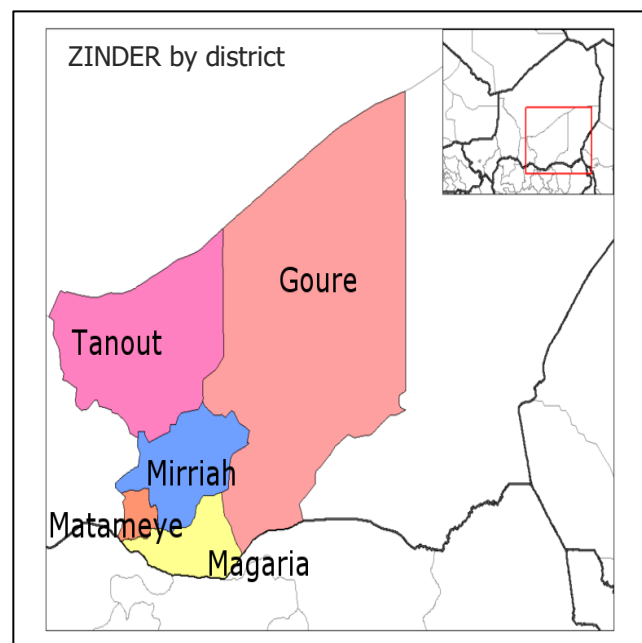 ZINDER by district
Goure
Tanout
Mirriah
Matameye
Magaria